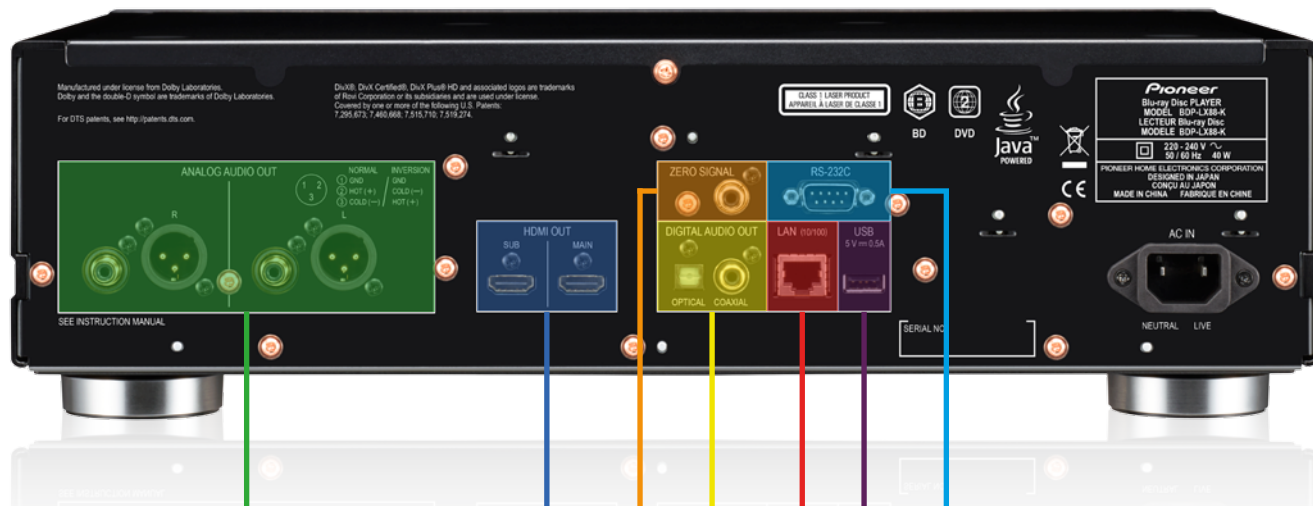 Manufactured under license from Dolby Laboratories.
Dolby and the double-D symbol are trademarks of Dolby Laboratories.
For DTS patents, see http://patents.dts.com.
DivX®, DivX Certified®, DivX Plus® HD and associated logos are trademarks
of Rovi Corporation or its subsidiaries and are used under license.
Covered by one or more of the following U.S. Patents:
7,295,673; 7,460,668; 7,515,710; 7,519,274.
CLASS 1 LASER PRODUCT
APPAREIL À LASER DE CLASSE 1
B
BD
2
DVD
Java™
POWERED
CE
Pioneer
Blu-ray Disc PLAYER
MODEL BDP-LX88-K
LECTEUR Blu-ray Disc
MODELE BDP-LX88-K
220 - 240 V ~
50 / 60 Hz 40 W
PIONEER HOME ELECTRONICS CORPORATION
DESIGNED IN JAPAN
CONÇU AU JAPON
MADE IN CHINA FABRIQUE EN CHINE
ANALOG AUDIO OUT
1 2
3
NORMAL / INVERSION
① GND / GND
② HOT (+) / COLD (—)
③ COLD (—) / HOT (+)
R
L
SEE INSTRUCTION MANUAL
HDMI OUT
SUB
MAIN
ZERO SIGNAL
RS-232C
DIGITAL AUDIO OUT
OPTICAL COAXIAL
LAN (10/100)
USB
5 V ⎓ 0.5A
SERIAL NO.
AC IN
NEUTRAL LIVE